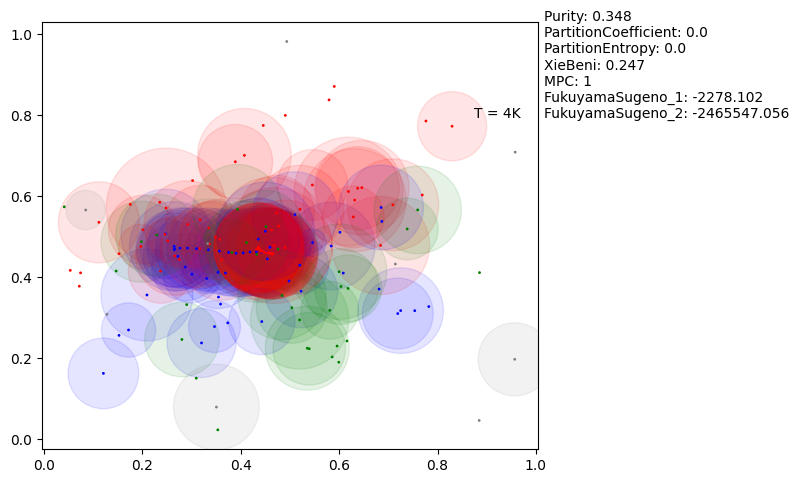 Purity: 0.348
PartitionCoefficient: 0.0
PartitionEntropy: 0.0
XieBeni: 0.247
MPC: 1
FukuyamaSugeno_1: -2278.102
FukuyamaSugeno_2: -2465547.056
T = 4K
1.0
0.8
0.6
0.4
0.2
0.0
0.0 0.2 0.4 0.6 0.8 1.0